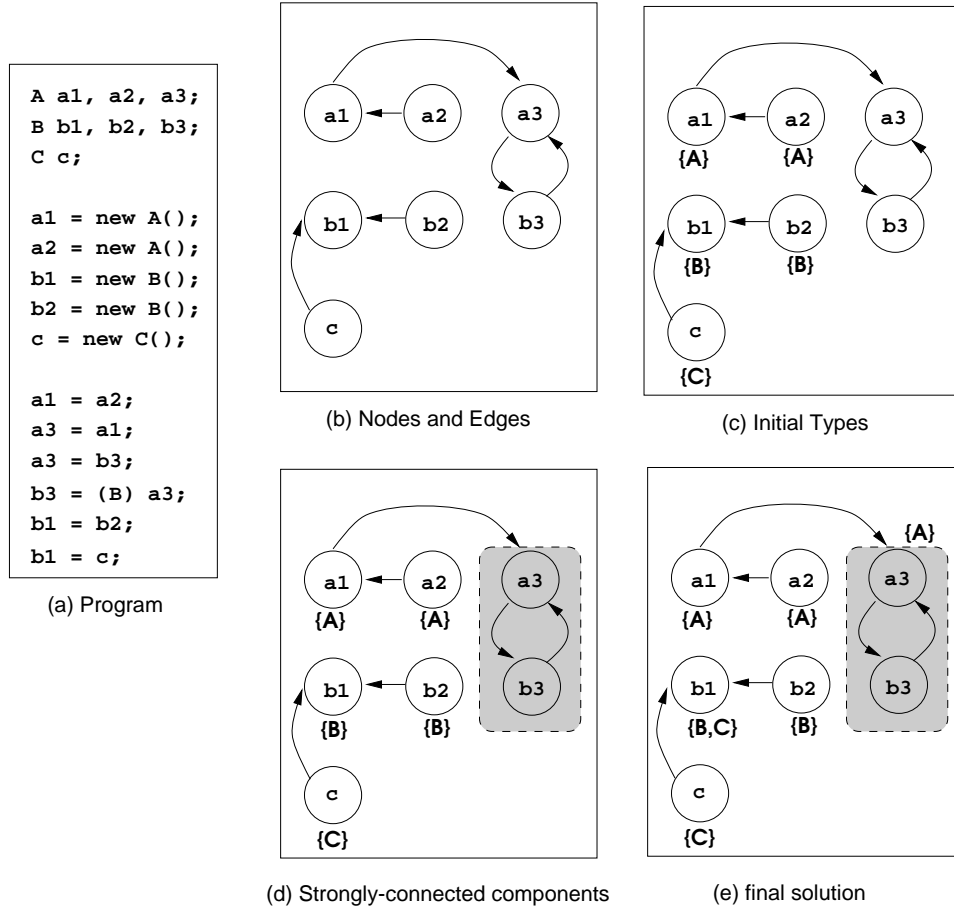 A a1, a2, a3;
B b1, b2, b3;
C c;
a1 = new A();
a2 = new A();
b1 = new B();
b2 = new B();
c = new C();
a1 = a2;
a3 = a1;
a3 = b3;
b3 = (B) a3;
b1 = b2;
b1 = c;
(a) Program
a1 a2 a3
b1 b2 b3
c
(b) Nodes and Edges
a1 a2 a3
{A} {A}
b1 b2 b3
{B} {B}
c
{C}
(c) Initial Types
a1 a2 a3
{A} {A}
b1 b2 b3
{B} {B}
c
{C}
(d) Strongly-connected components
{A}
a1 a2 a3
{A} {A}
b1 b2 b3
{B,C} {B}
c
{C}
(e) final solution